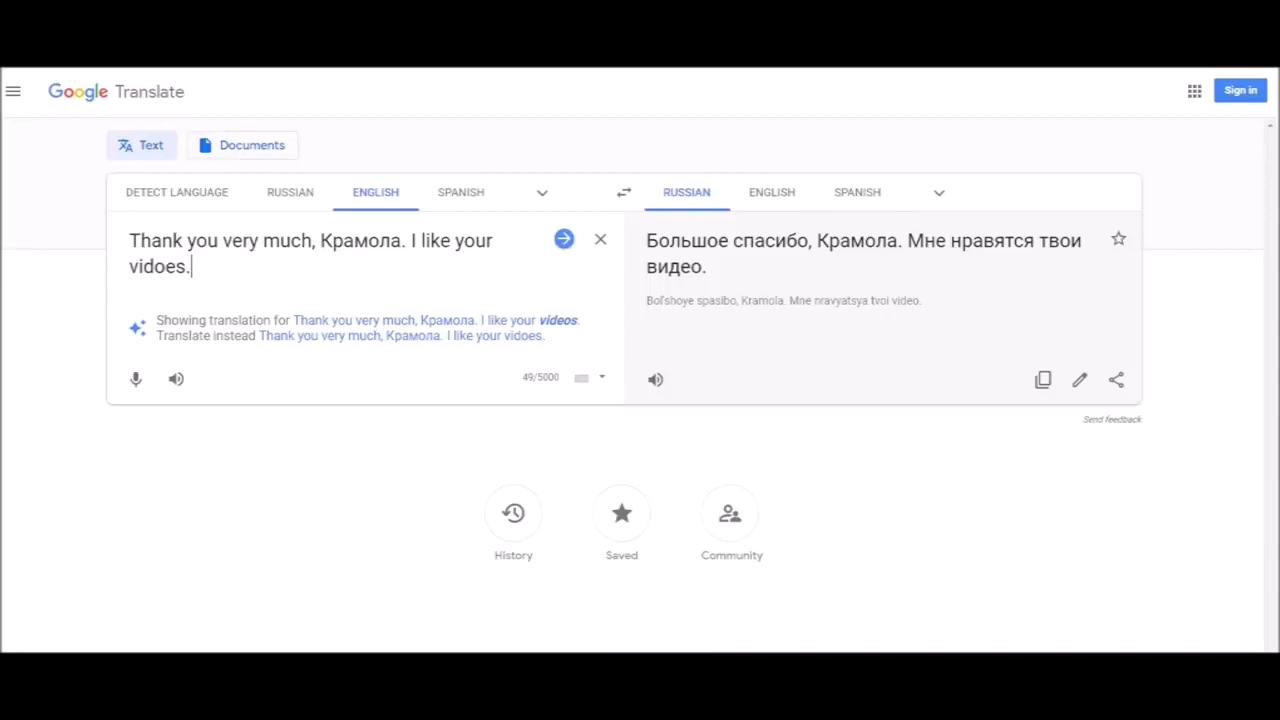 Google Translate
Sign in
Text
Documents
DETECT LANGUAGE RUSSIAN ENGLISH SPANISH
RUSSIAN ENGLISH SPANISH
Thank you very much, Крамола. I like your
vidoes.
Большое спасибо, Крамола. Мне нравятся твои
видео.
Bol'shoye spasibo, Kramola. Mne nravyatsya tvoi video.
Showing translation for Thank you very much, Крамола. I like your videos.
Translate instead Thank you very much, Крамола. I like your vidoes.
49/5000
Send feedback
History
Saved
Community